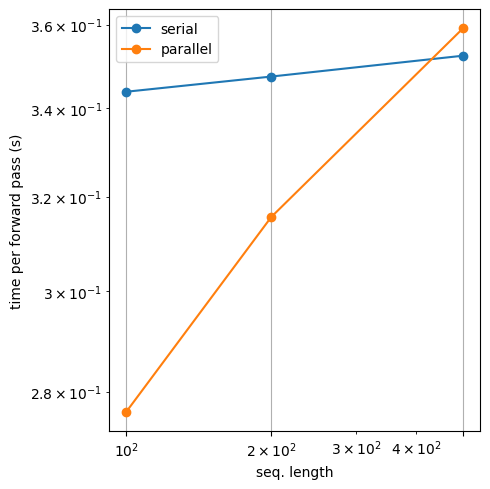 serial
parallel
time per forward pass (s)
3.6 × 10⁻¹
3.4 × 10⁻¹
3.2 × 10⁻¹
3 × 10⁻¹
2.8 × 10⁻¹
10² 2 × 10² 3 × 10² 4 × 10²
seq. length